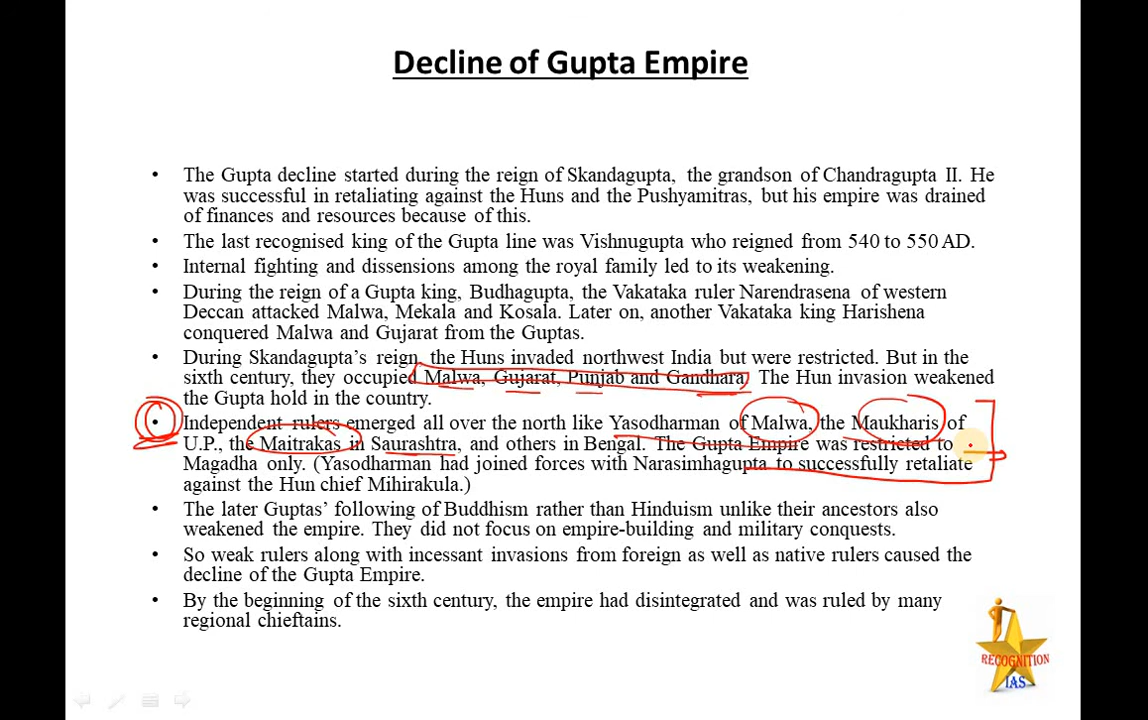 Decline of Gupta Empire
• The Gupta decline started during the reign of Skandagupta, the grandson of Chandragupta II. He
was successful in retaliating against the Huns and the Pushyamitras, but his empire was drained
of finances and resources because of this.
• The last recognised king of the Gupta line was Vishnugupta who reigned from 540 to 550 AD.
• Internal fighting and dissensions among the royal family led to its weakening.
• During the reign of a Gupta king, Budhagupta, the Vakataka ruler Narendrasena of western
Deccan attacked Malwa, Mekala and Kosala. Later on, another Vakataka king Harishena
conquered Malwa and Gujarat from the Guptas.
• During Skandagupta’s reign, the Huns invaded northwest India but were restricted. But in the
sixth century, they occupied Malwa, Gujarat, Punjab and Gandhara. The Hun invasion weakened
the Gupta hold in the country.
• Independent rulers emerged all over the north like Yasodharman of Malwa, the Maukharis of
U.P., the Maitrakas in Saurashtra, and others in Bengal. The Gupta Empire was restricted to
Magadha only. (Yasodharman had joined forces with Narasimhagupta to successfully retaliate
against the Hun chief Mihirakula.)
• The later Guptas’ following of Buddhism rather than Hinduism unlike their ancestors also
weakened the empire. They did not focus on empire-building and military conquests.
• So weak rulers along with incessant invasions from foreign as well as native rulers caused the
decline of the Gupta Empire.
• By the beginning of the sixth century, the empire had disintegrated and was ruled by many
regional chieftains.
RECOGNITION
IAS